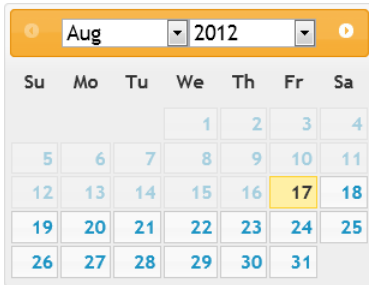 Aug 2012
Su Mo Tu We Th Fr Sa
1 2 3 4
5 6 7 8 9 10 11
12 13 14 15 16 17 18
19 20 21 22 23 24 25
26 27 28 29 30 31